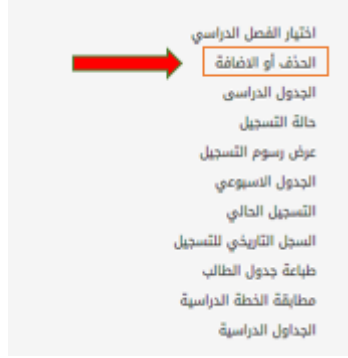 اختيار الفصل الدراسي
الحذف أو الاضافة
الجدول الدراسى
حالة التسجيل
عرض رسوم التسجيل
الجدول الاسبوعي
التسجيل الحالي
السجل التاريخي للتسجيل
طباعة جدول الطالب
مطابقة الخطة الدراسية
الجداول الدراسية